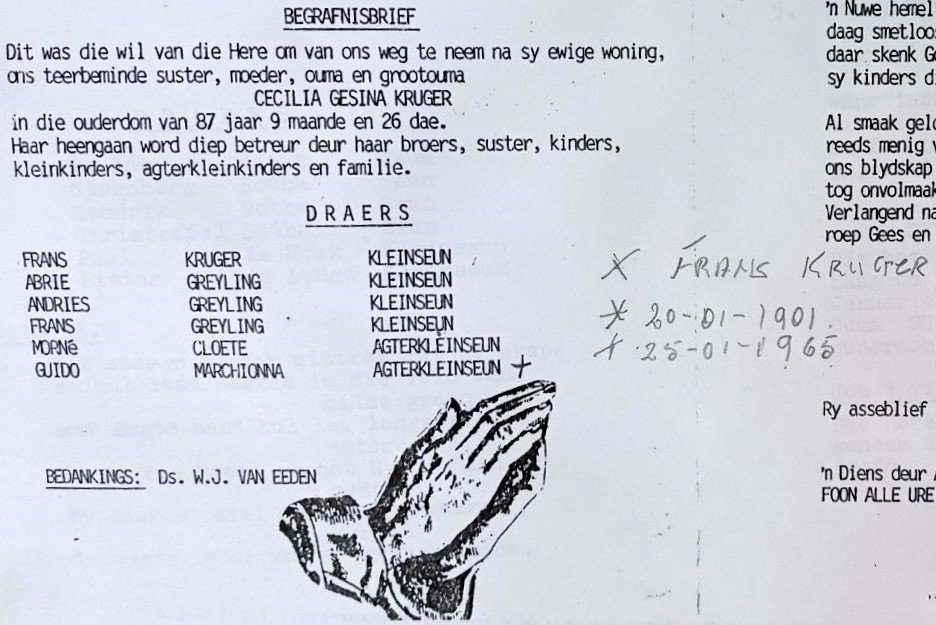 BEGRAFNISBRIEF
Dit was die wil van die Here om van ons weg te neem na sy ewige woning,
ons teerbeminde suster, moeder, ouma en grootouma
CECILIA GESINA KRUGER
in die ouderdom van 87 jaar 9 maande en 26 dae.
Haar heengaan word diep betreur deur haar broers, suster, kinders,
kleinkinders, agterkleinkinders en familie.
DRAERS
FRANS KRUGER KLEINSEUN
ABRIE GREYLING KLEINSEUN
ANDRIES GREYLING KLEINSEUN
FRANS GREYLING KLEINSEUN
MORNé CLOETE AGTERKLEINSEUN
GUIDO MARCHIONNA AGTERKLEINSEUN +
BEDANKINGS: Ds. W.J. VAN EEDEN
X FRANS KRUGER
* 20-01-1901.
+ 25-01-1965
'n Nuwe hemel
daag
daar skenk
sy kinders
Al smaak
reeds menig
ons blydskap
tog
Verlangend
roep Gees en
Ry asseblief
'n Diens deur
FOON ALLE URE